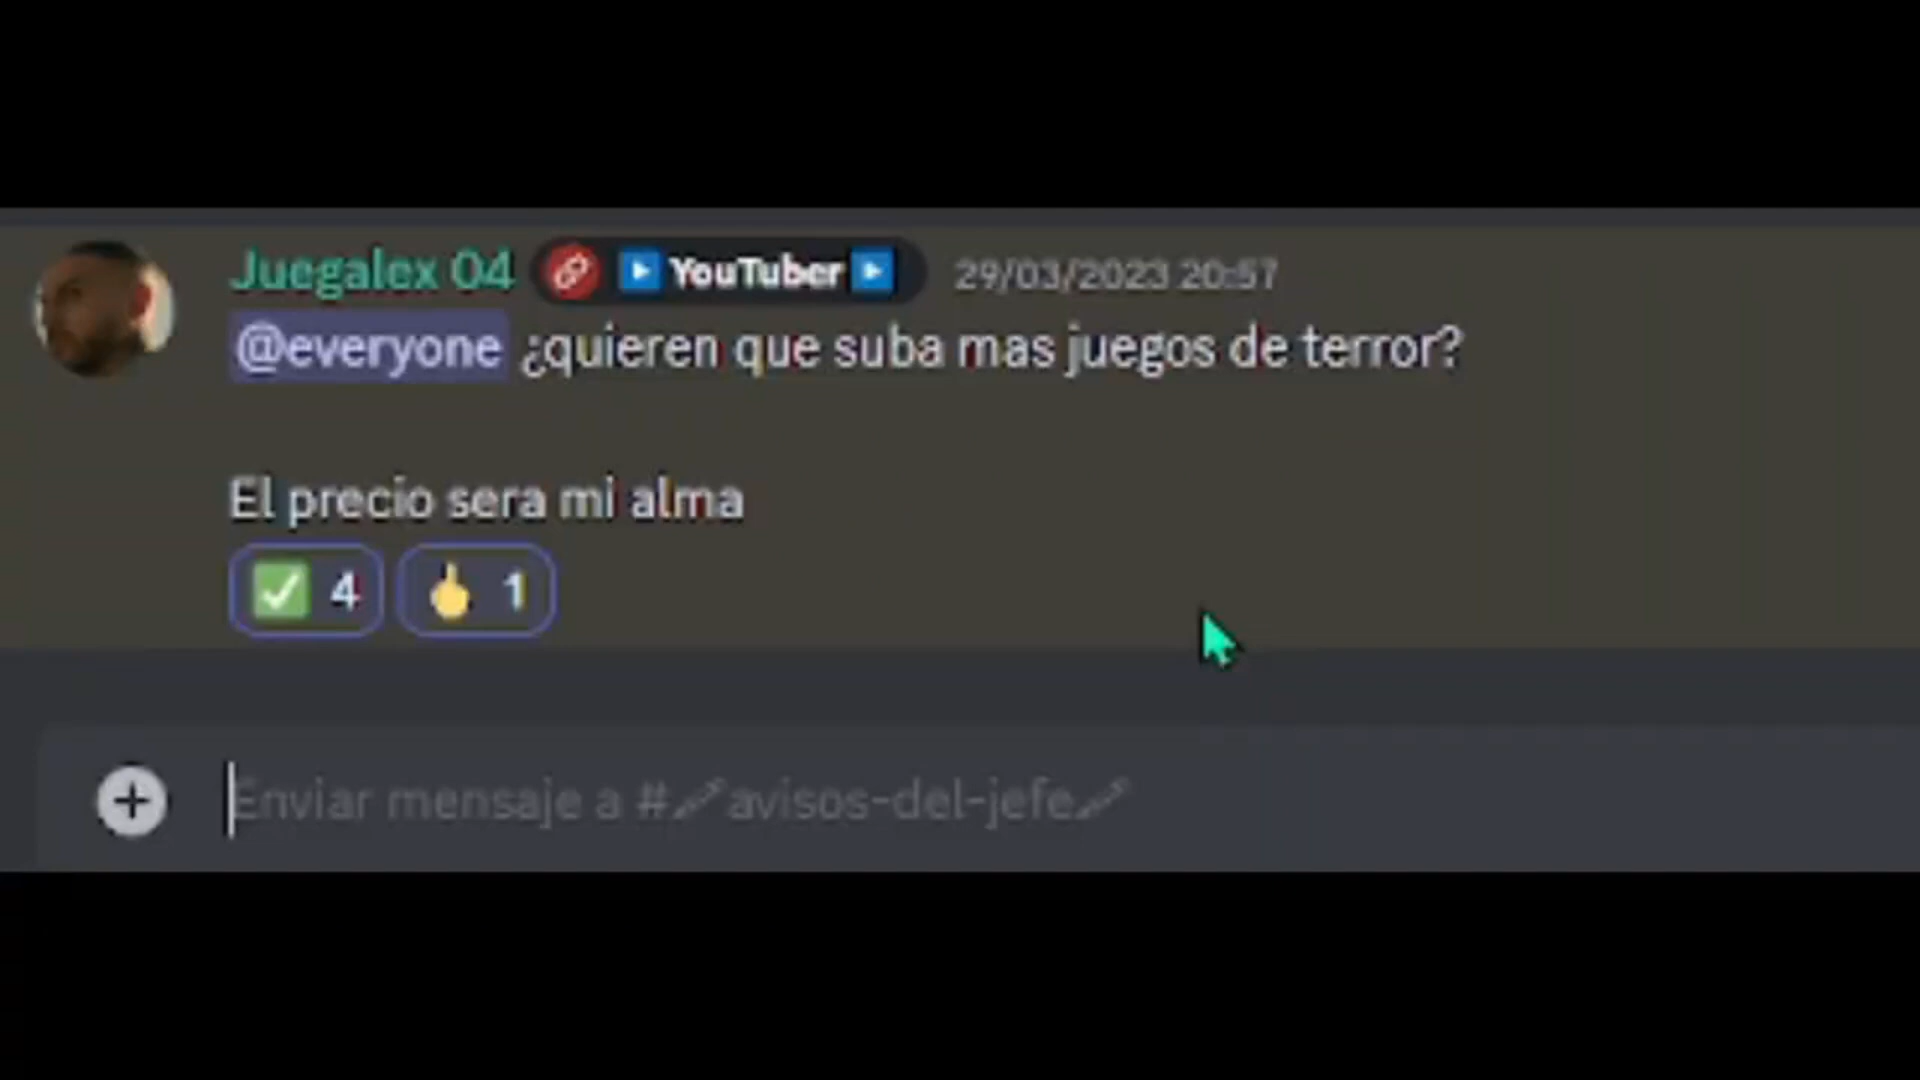 Juegalex 04 YouTuber 29/03/2023 20:57
@everyone ¿quieren que suba mas juegos de terror?
El precio sera mi alma
4 1
Enviar mensaje a #avisos-del-jefe